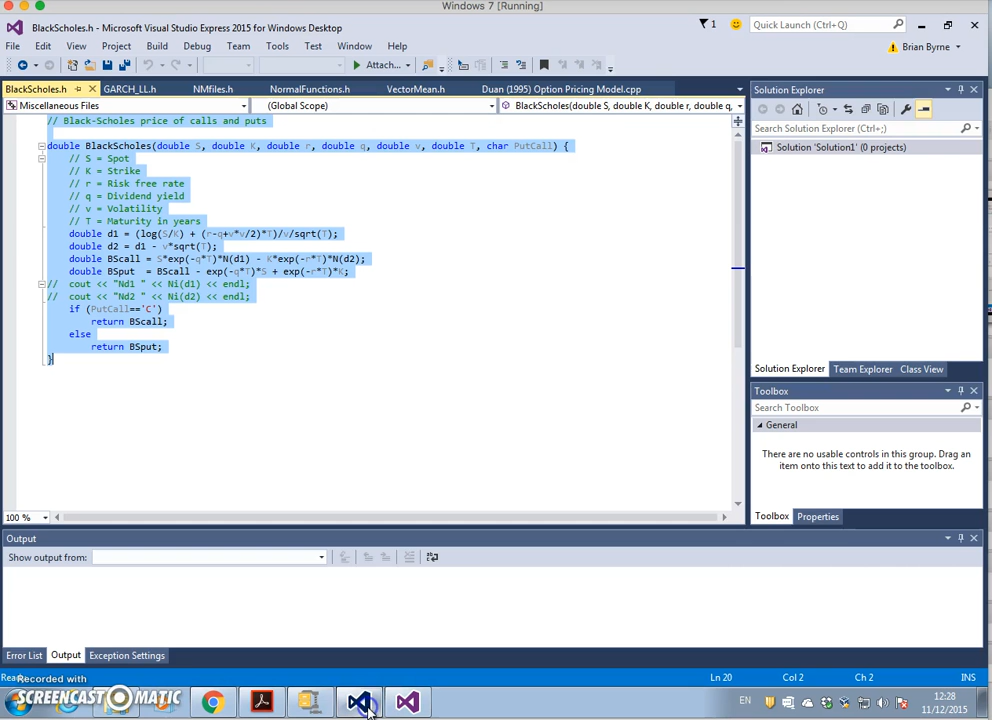 Windows 7 [Running]
BlackScholes.h - Microsoft Visual Studio Express 2015 for Windows Desktop
1
Quick Launch (Ctrl+;)
File Edit View Project Build Debug Team Tools Test Window Help
Brian Byrne
Attach...
BlackScholes.h GARCH_LL.h NMfiles.h NormalFunctions.h VectorMean.h Duan (1995) Option Pricing Model.cpp
Miscellaneous Files (Global Scope) BlackScholes(double S, double K, double r, double q,
// Black-Scholes price of calls and puts
double BlackScholes(double S, double K, double r, double q, double v, double T, char PutCall) {
// S = Spot
// K = Strike
// r = Risk free rate
// q = Dividend yield
// v = Volatility
// T = Maturity in years
double d1 = (log(S/K) + (r-q+v*v/2)*T)/v/sqrt(T);
double d2 = d1 - v*sqrt(T);
double BScall = S*exp(-q*T)*N(d1) - K*exp(-r*T)*N(d2);
double BSput  = BScall - exp(-q*T)*S + exp(-r*T)*K;
//  cout << "Nd1 " << Ni(d1) << endl;
//  cout << "Nd2 " << Ni(d2) << endl;
if (PutCall=='C')
return BScall;
else
return BSput;
}
100 %
Solution Explorer
Search Solution Explorer (Ctrl+;)
Solution 'Solution1' (0 projects)
Solution Explorer Team Explorer Class View
Toolbox
Search Toolbox
General
There are no usable controls in this group. Drag an
item onto this text to add it to the toolbox.
Toolbox Properties
Output
Show output from:
Error List Output Exception Settings
Ln 20 Col 2 Ch 2 INS
Recorded with
SCREENCAST MATIC
EN
12:28
11/12/2015